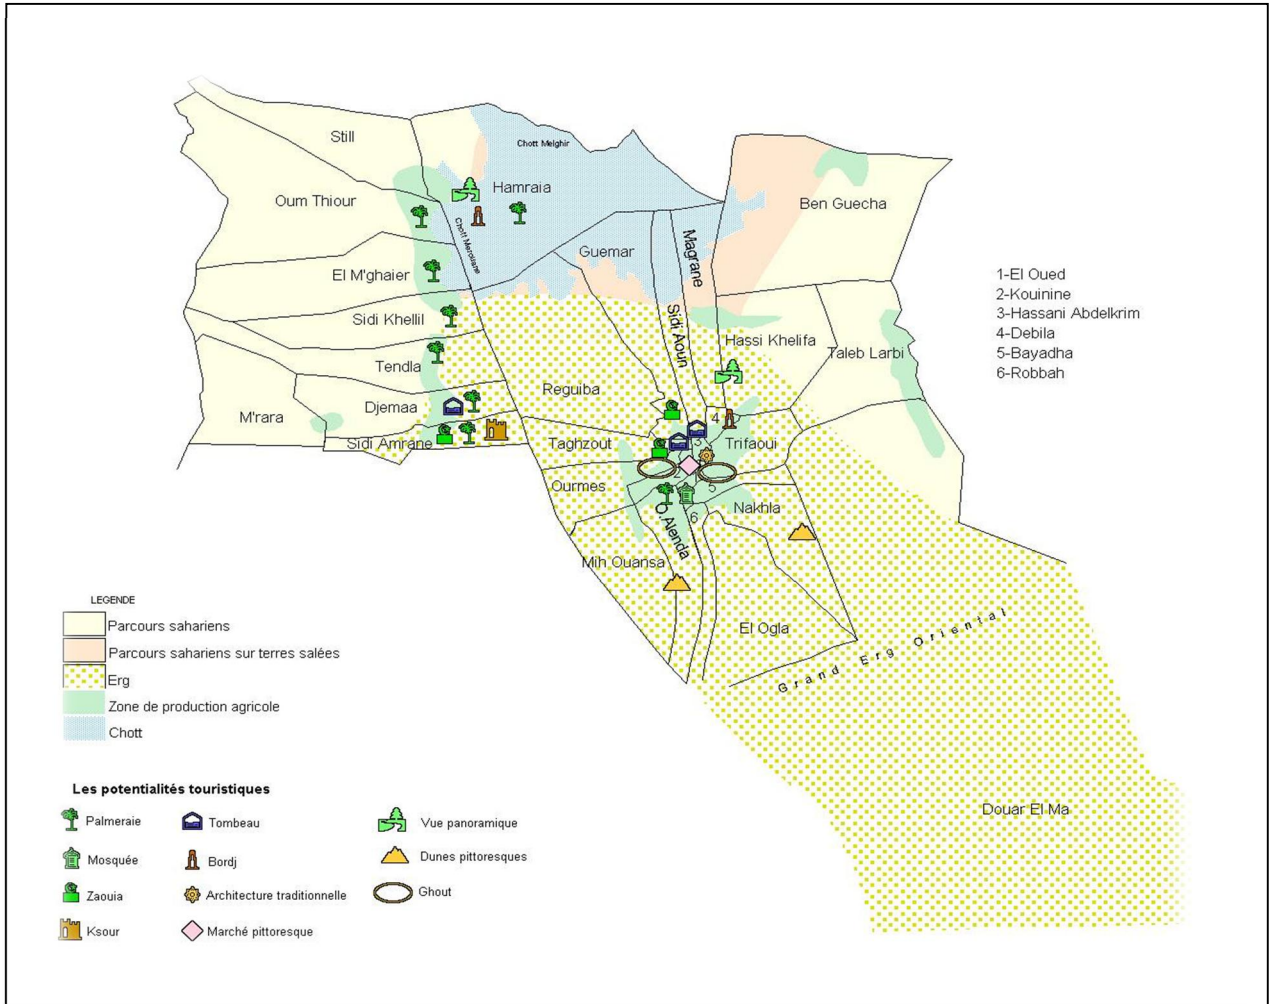 Still
Chott Melghir
Oum Thiour
Hamraia
Ben Guecha
Chott Merouane
Guemar
Magrane
El M'ghaier
1-El Oued
2-Kouinine
3-Hassani Abdelkrim
4-Debila
5-Bayadha
6-Robbah
Sidi Khellil
Sidi Aoun
Hassi Khelifa
Taleb Larbi
Tendla
Reguiba
M'rara
Djemaa
Sidi Amrane
Taghzout
4
3
Trifaoui
2
5
Ourmes
Nakhla
6
O.Alenda
Mih Ouansa
El Ogla
Grand Erg Oriental
Douar El Ma
LEGENDE
Parcours sahariens
Parcours sahariens sur terres salées
Erg
Zone de production agricole
Chott
Les potentialités touristiques
Palmeraie
Tombeau
Vue panoramique
Mosquée
Bordj
Dunes pittoresques
Zaouia
Architecture traditionnelle
Ghout
Ksour
Marché pittoresque